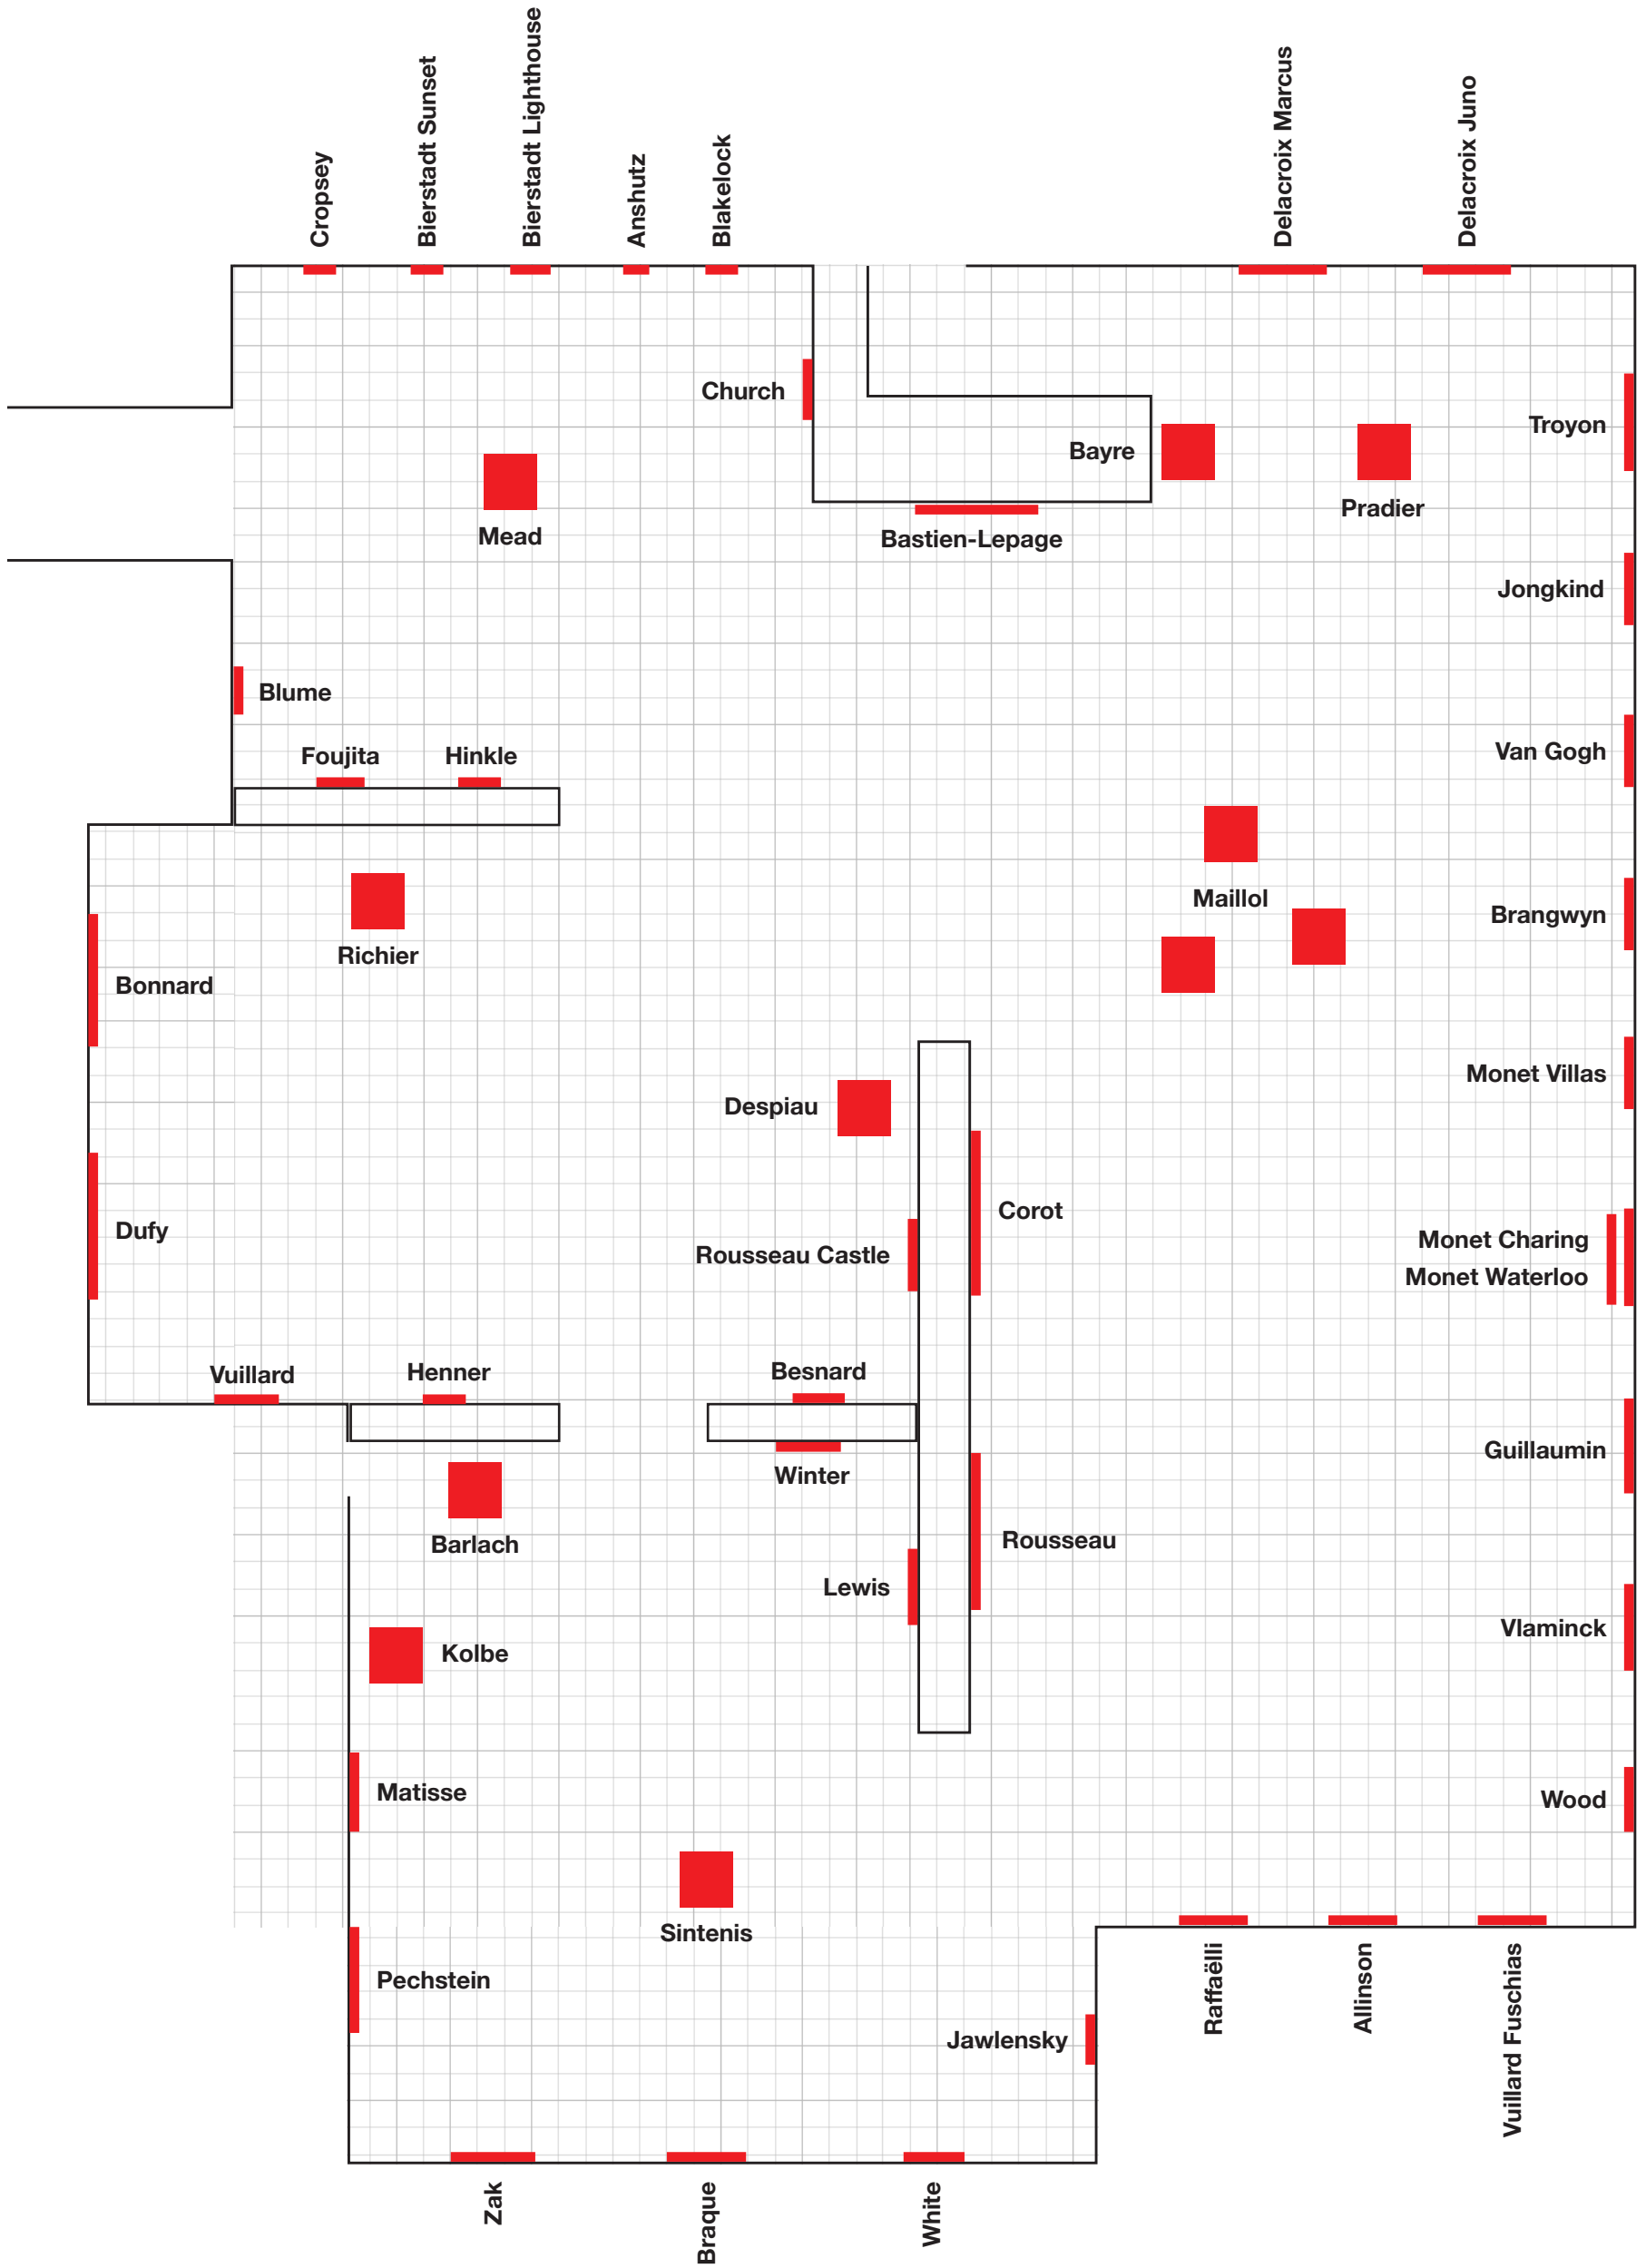 Cropsey
Bierstadt Sunset
Bierstadt Lighthouse
Anshutz
Blakelock
Delacroix Marcus
Delacroix Juno
Church
Troyon
Bayre
Mead
Pradier
Bastien-Lepage
Jongkind
Blume
Foujita
Hinkle
Van Gogh
Maillol
Brangwyn
Richier
Bonnard
Monet Villas
Despiau
Corot
Dufy
Rousseau Castle
Monet Charing
Monet Waterloo
Vuillard
Henner
Besnard
Guillaumin
Winter
Barlach
Rousseau
Lewis
Vlaminck
Kolbe
Matisse
Wood
Sintenis
Pechstein
Raffaëlli
Allinson
Vuillard Fuschias
Jawlensky
Zak
Braque
White